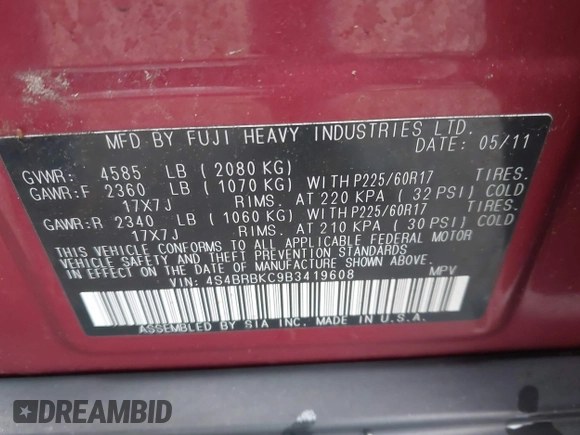 MFD BY FUJI HEAVY INDUSTRIES LTD.
DATE: 05/11
GVWR: 4585 LB ( 2080 KG)
GAWR:F 2360 LB ( 1070 KG) WITH P225/60R17 TIRES.
17X7J RIMS. AT 220 KPA ( 32 PSI) COLD
GAWR:R 2340 LB ( 1060 KG) WITH P225/60R17 TIRES.
17X7J RIMS. AT 210 KPA ( 30 PSI) COLD
THIS VEHICLE CONFORMS TO ALL APPLICABLE FEDERAL MOTOR
VEHICLE SAFETY AND THEFT PREVENTION STANDARDS
IN EFFECT ON THE DATE OF MANUFACTURE SHOWN ABOVE.
VIN: 4S4BRBKC9B3419608 MPV
ASSEMBLED BY SIA INC. MADE IN U.S.A.
DREAMBID